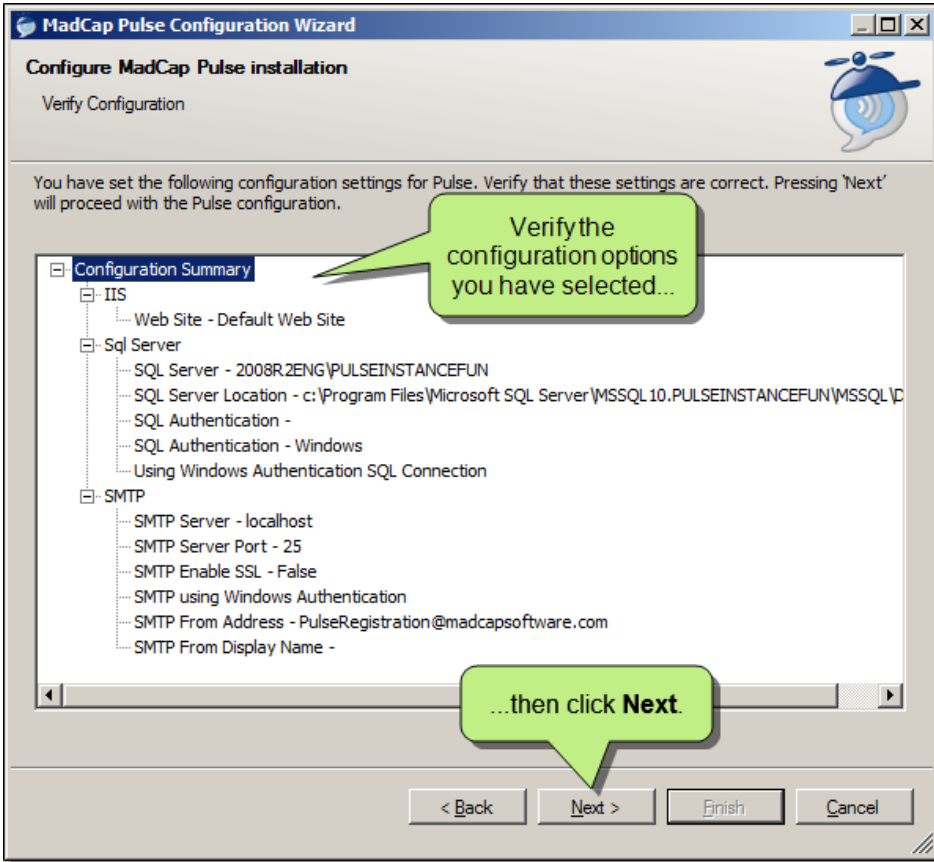 MadCap Pulse Configuration Wizard
Configure MadCap Pulse installation
Verify Configuration
You have set the following configuration settings for Pulse. Verify that these settings are correct. Pressing 'Next'
will proceed with the Pulse configuration.
Verify the
configuration options
you have selected...
Configuration Summary
IIS
Web Site - Default Web Site
Sql Server
SQL Server - 2008R2ENG\PULSEINSTANCEFUN
SQL Server Location - c:\Program Files\Microsoft SQL Server\MSSQL10.PULSEINSTANCEFUN\MSSQL\D
SQL Authentication -
SQL Authentication - Windows
Using Windows Authentication SQL Connection
SMTP
SMTP Server - localhost
SMTP Server Port - 25
SMTP Enable SSL - False
SMTP using Windows Authentication
SMTP From Address - PulseRegistration@madcapsoftware.com
SMTP From Display Name -
...then click Next.
< Back Next > Finish Cancel